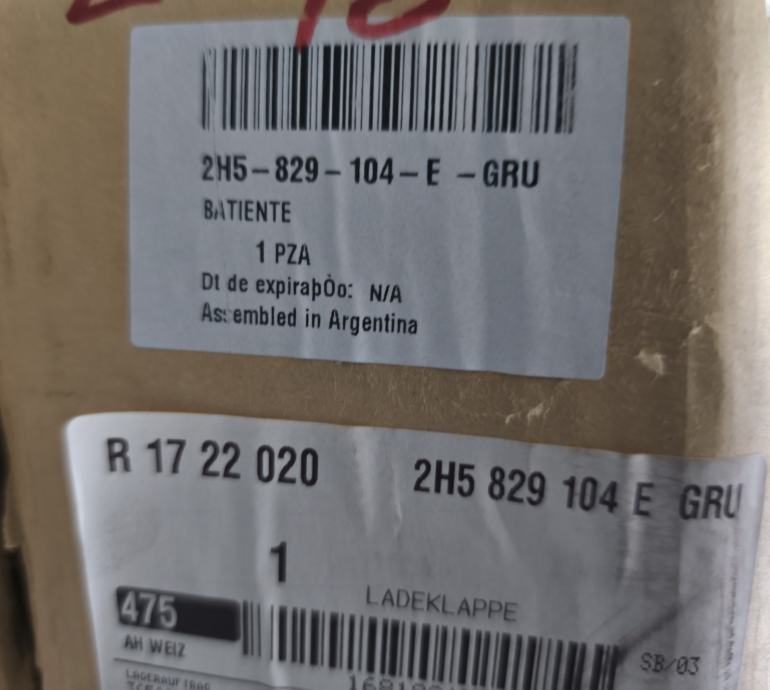 2H5-829-104-E -GRU
BATIENTE
1 PZA
Dt de expiraþÒo: N/A
Assembled in Argentina
R 17 22 020 2H5 829 104 E GRU
1
LADEKLAPPE
475
AH WEIZ
SB/03
LAGERAUFTRAG